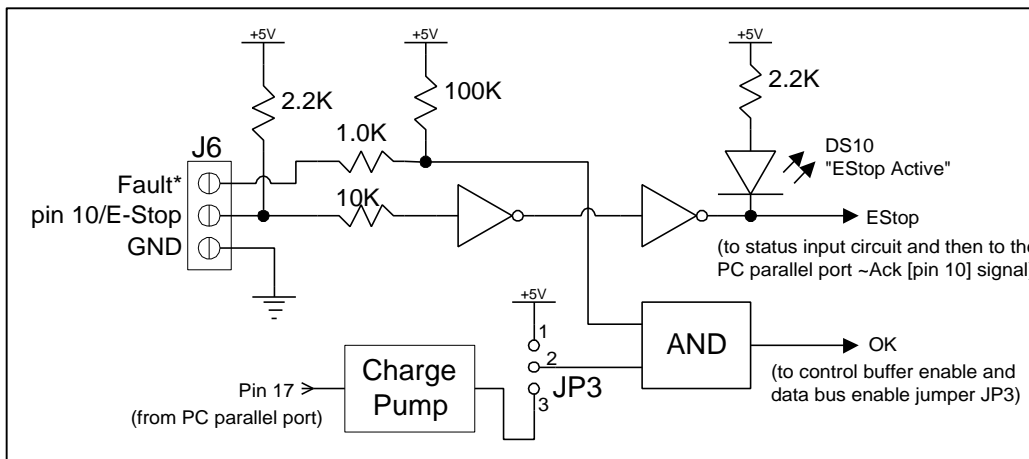 +5V
+5V
+5V
2.2K
100K
2.2K
J6
1.0K
DS10
"EStop Active"
Fault*
10K
pin 10/E-Stop
EStop
GND
(to status input circuit and then to the
PC parallel port ~Ack [pin 10] signal
+5V
1
2
3
JP3
AND
OK
(to control buffer enable and
data bus enable jumper JP3)
Charge
Pump
Pin 17
(from PC parallel port)